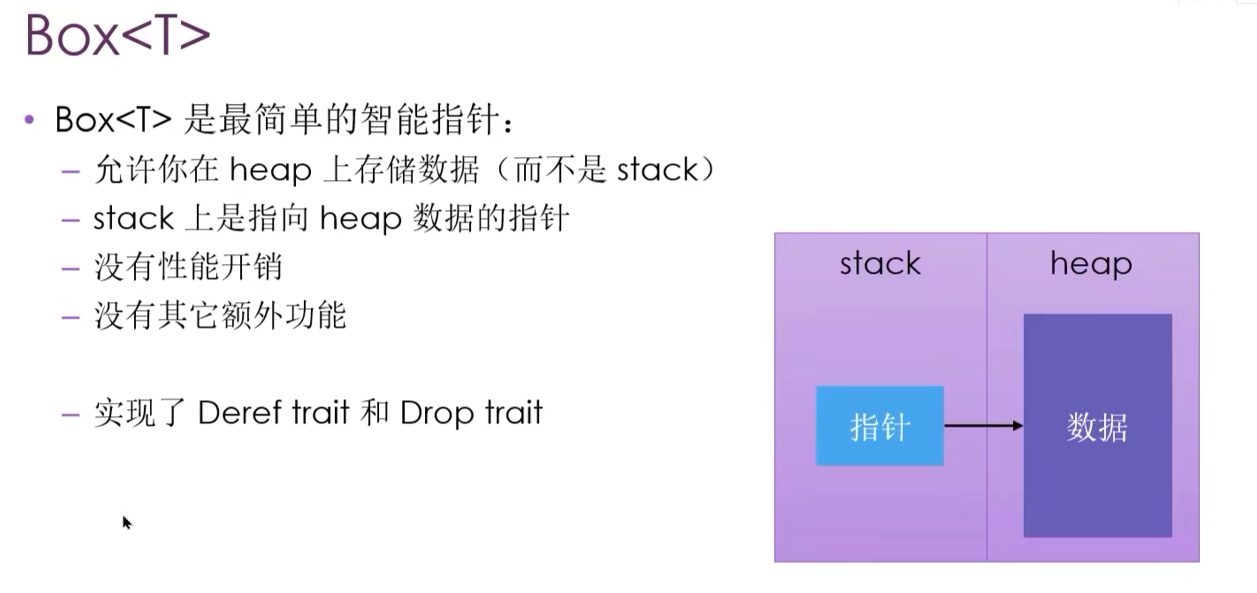 Box<T>
• Box<T> 是最简单的智能指针：
– 允许你在 heap 上存储数据（而不是 stack）
– stack 上是指向 heap 数据的指针
– 没有性能开销
– 没有其它额外功能
– 实现了 Deref trait 和 Drop trait
stack heap
指针 数据